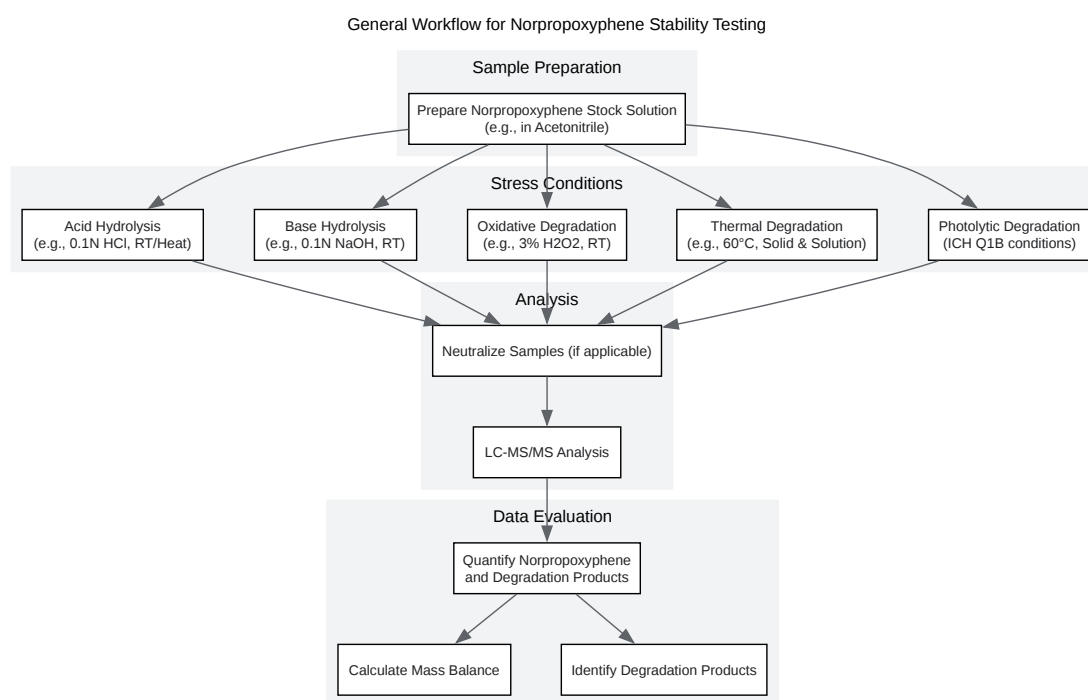 General Workflow for Norpropoxyphene Stability Testing
Sample Preparation
Prepare Norpropoxyphene Stock Solution
(e.g., in Acetonitrile)
Stress Conditions
Acid Hydrolysis
(e.g., 0.1N HCl, RT/Heat)
Base Hydrolysis
(e.g., 0.1N NaOH, RT)
Oxidative Degradation
(e.g., 3% H2O2, RT)
Thermal Degradation
(e.g., 60°C, Solid & Solution)
Photolytic Degradation
(ICH Q1B conditions)
Analysis
Neutralize Samples (if applicable)
LC-MS/MS Analysis
Data Evaluation
Quantify Norpropoxyphene
and Degradation Products
Calculate Mass Balance
Identify Degradation Products